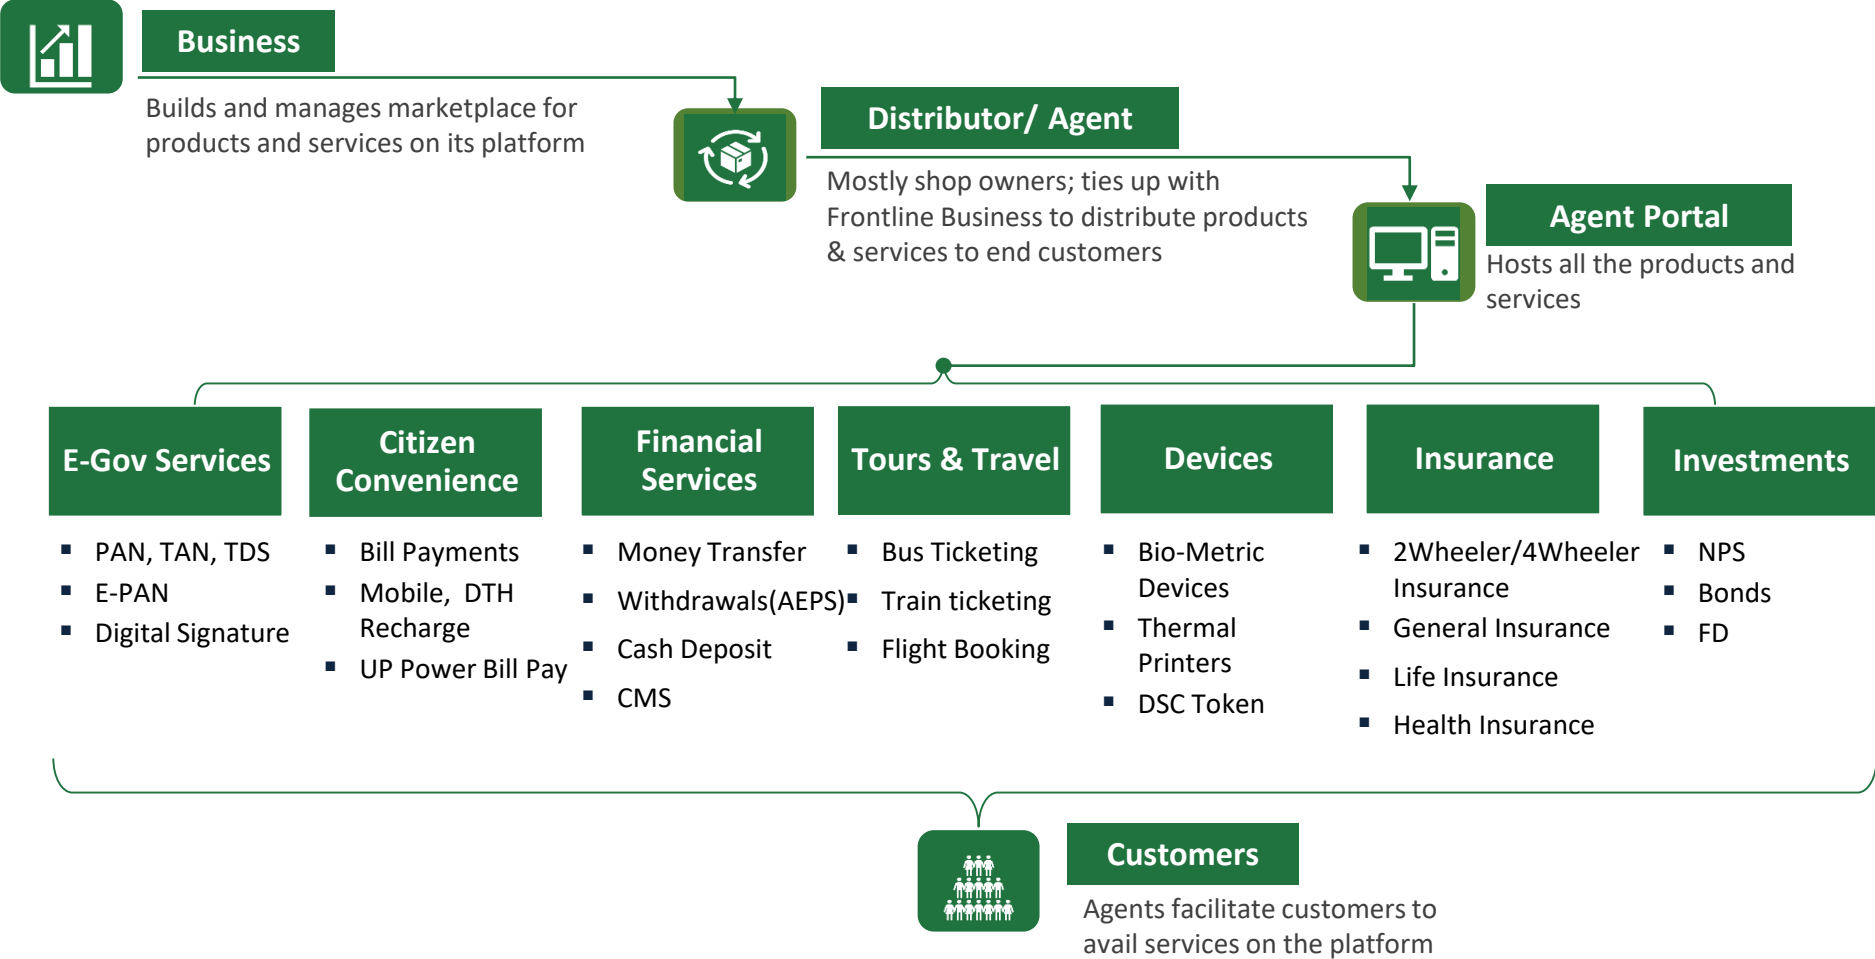 Business
Builds and manages marketplace for
products and services on its platform
Distributor/ Agent
Mostly shop owners; ties up with
Frontline Business to distribute products
& services to end customers
Agent Portal
Hosts all the products and
services
E-Gov Services
PAN, TAN, TDS
E-PAN
Digital Signature
Citizen
Convenience
Bill Payments
Mobile, DTH
Recharge
UP Power Bill Pay
Financial
Services
Money Transfer
Withdrawals(AEPS)
Cash Deposit
CMS
Tours & Travel
Bus Ticketing
Train ticketing
Flight Booking
Devices
Bio-Metric
Devices
Thermal
Printers
DSC Token
Insurance
2Wheeler/4Wheeler
Insurance
General Insurance
Life Insurance
Health Insurance
Investments
NPS
Bonds
FD
Customers
Agents facilitate customers to
avail services on the platform